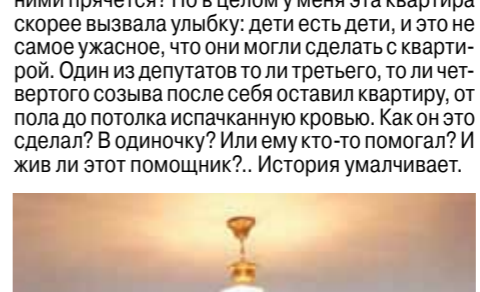 ними прячется? Но в целом у меня эта квартира
скорее вызвала улыбку: дети есть дети, и это не
самое ужасное, что они могли сделать с кварти-
рой. Один из депутатов то ли третьего, то ли чет-
вертого созыва после себя оставил квартиру, от
пола до потолка испачканную кровью. Как он это
сделал? В одиночку? Или ему кто-то помогал? И
жив ли этот помощник?.. История умалчивает.